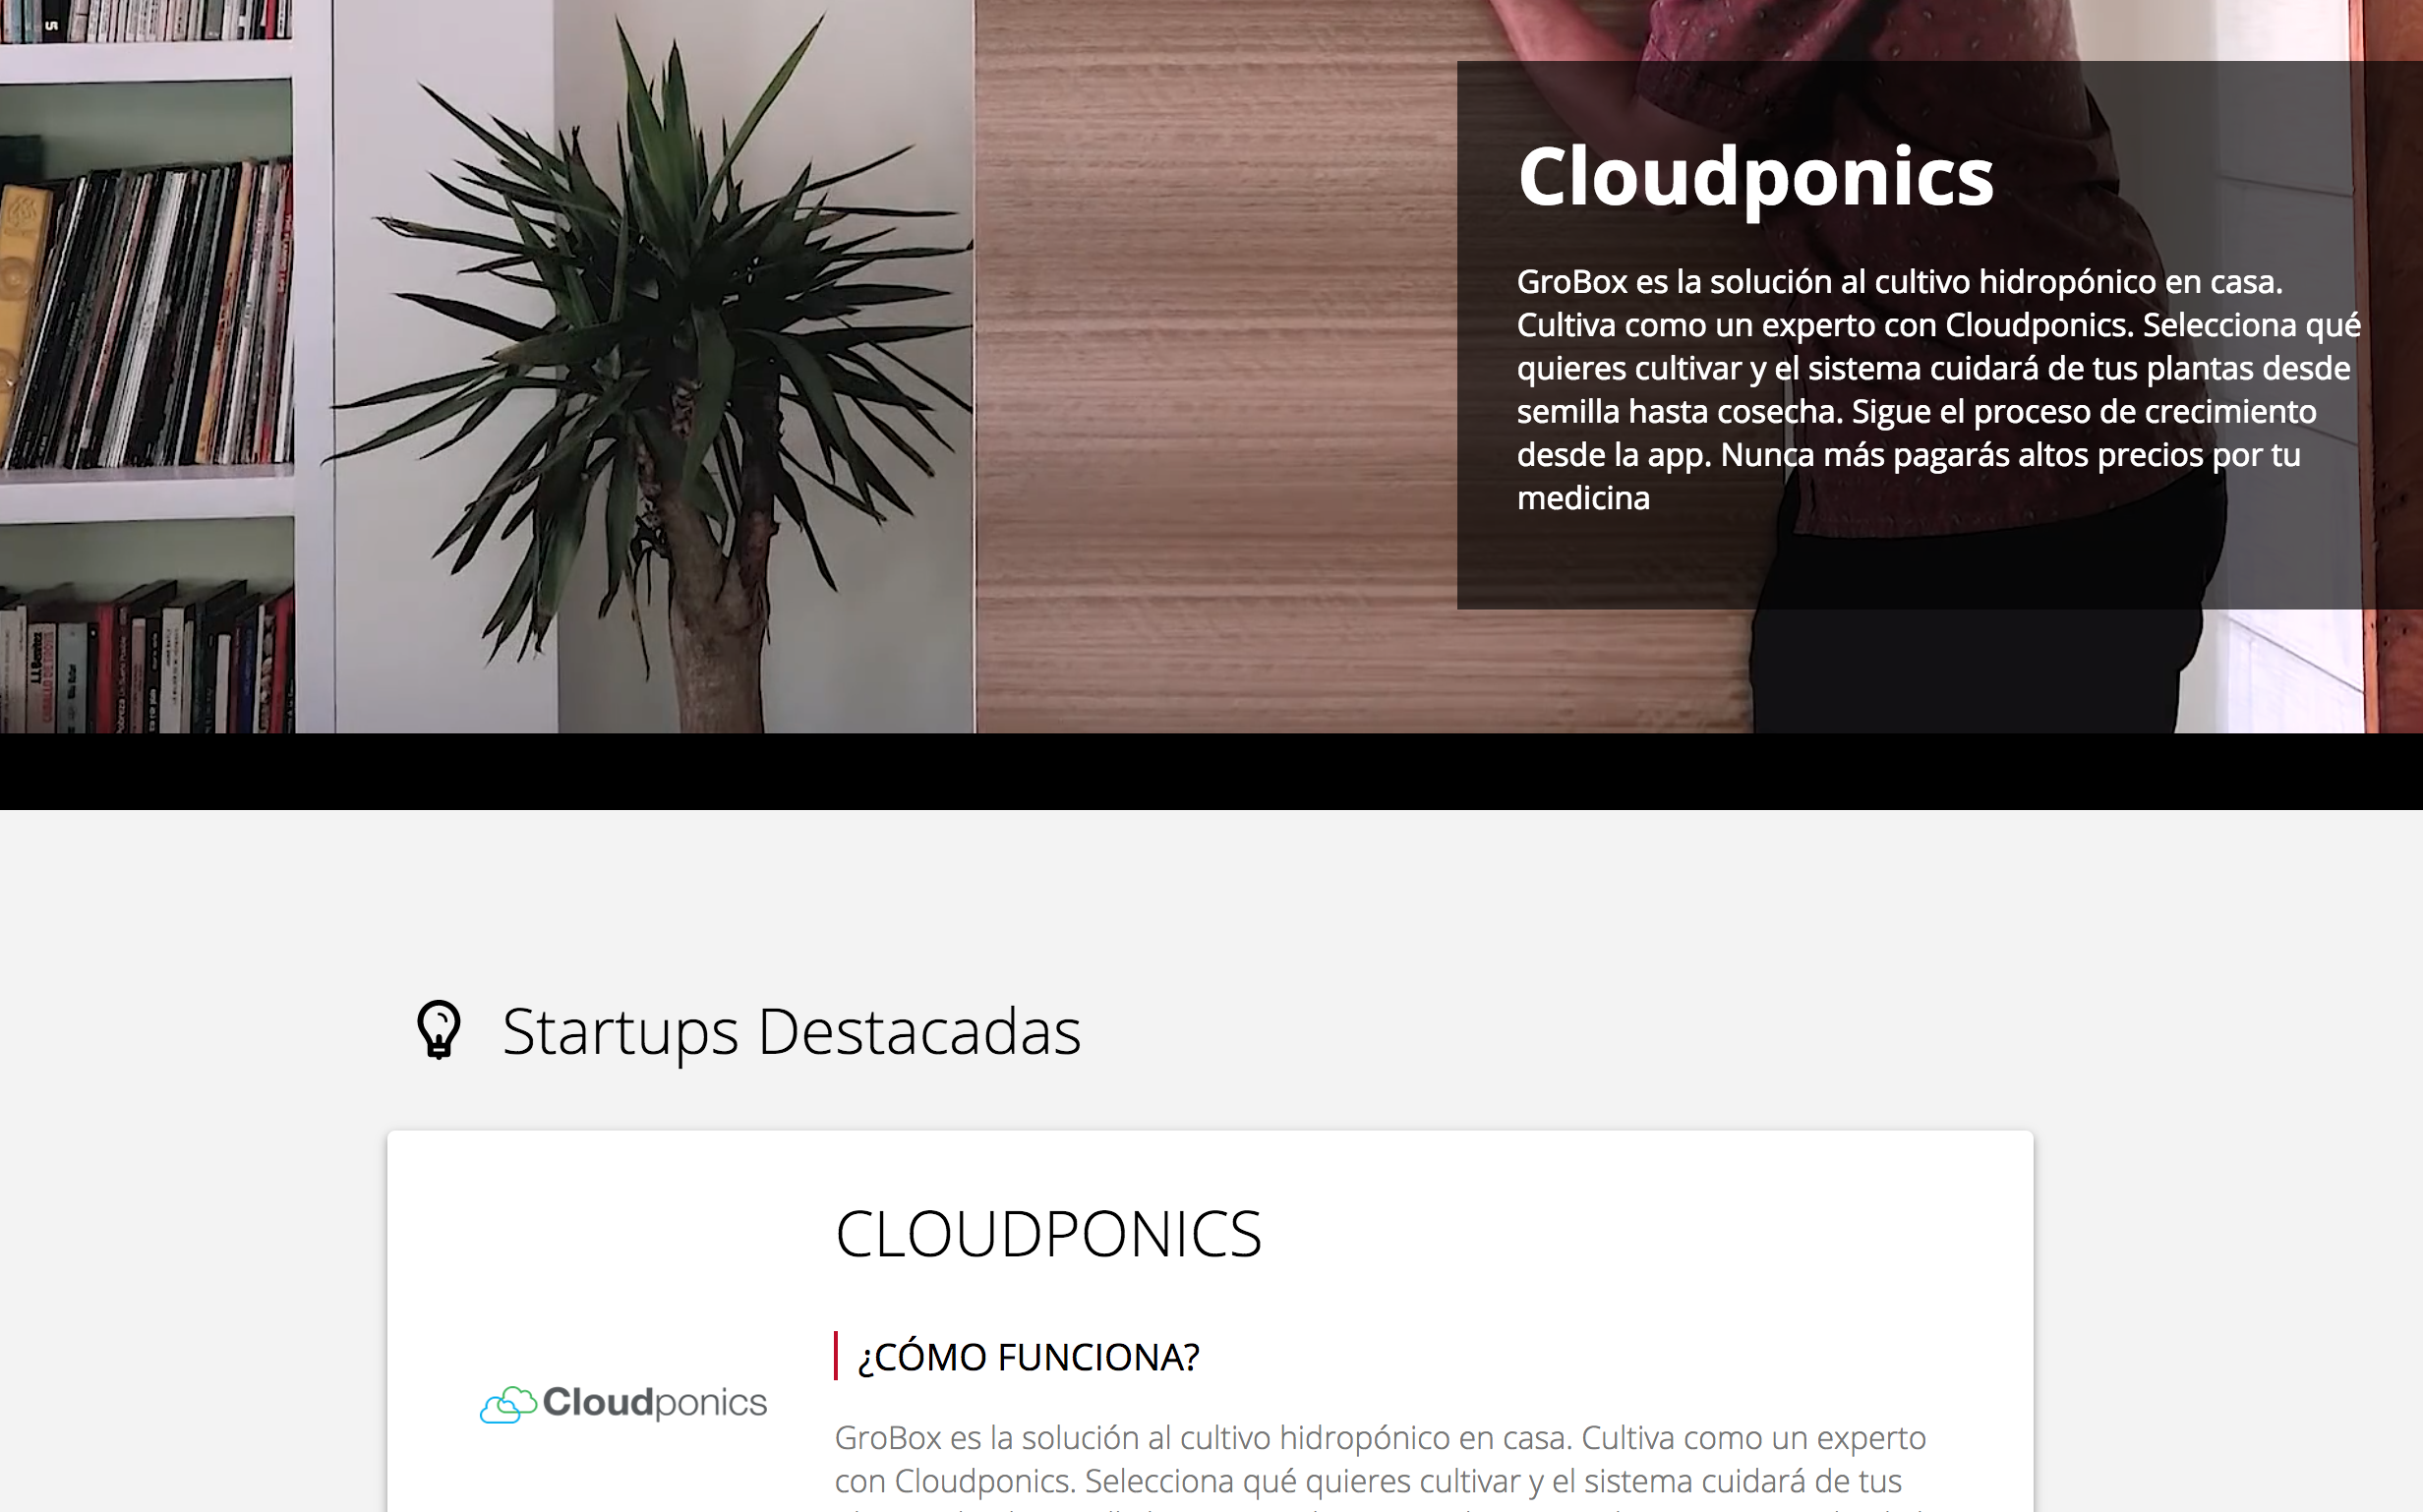 Cloudponics
GroBox es la solución al cultivo hidropónico en casa.
Cultiva como un experto con Cloudponics. Selecciona qué
quieres cultivar y el sistema cuidará de tus plantas desde
semilla hasta cosecha. Sigue el proceso de crecimiento
desde la app. Nunca más pagarás altos precios por tu
medicina
Startups Destacadas
CLOUDPONICS
¿CÓMO FUNCIONA?
Cloudponics
GroBox es la solución al cultivo hidropónico en casa. Cultiva como un experto
con Cloudponics. Selecciona qué quieres cultivar y el sistema cuidará de tus